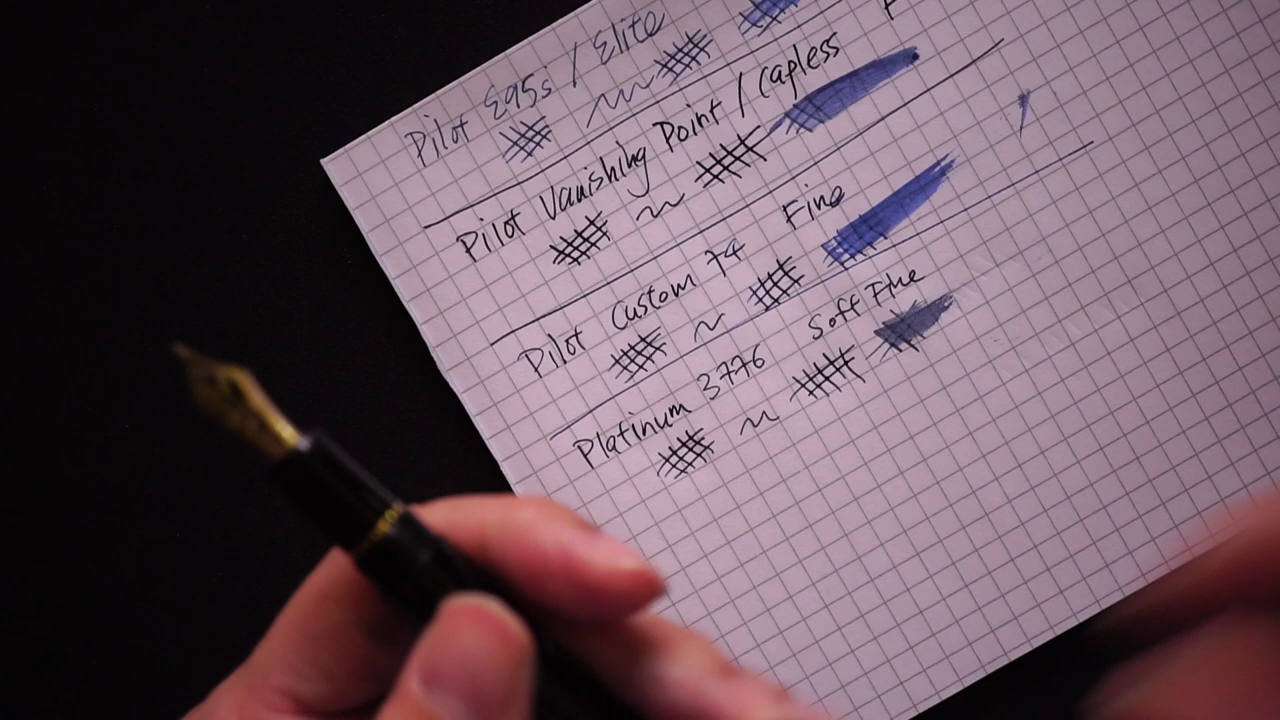 Pilot E95s / Elite
Pilot Vanishing Point / Capless
Pilot Custom 74 Fine
Platinum 3776 Soft Fine